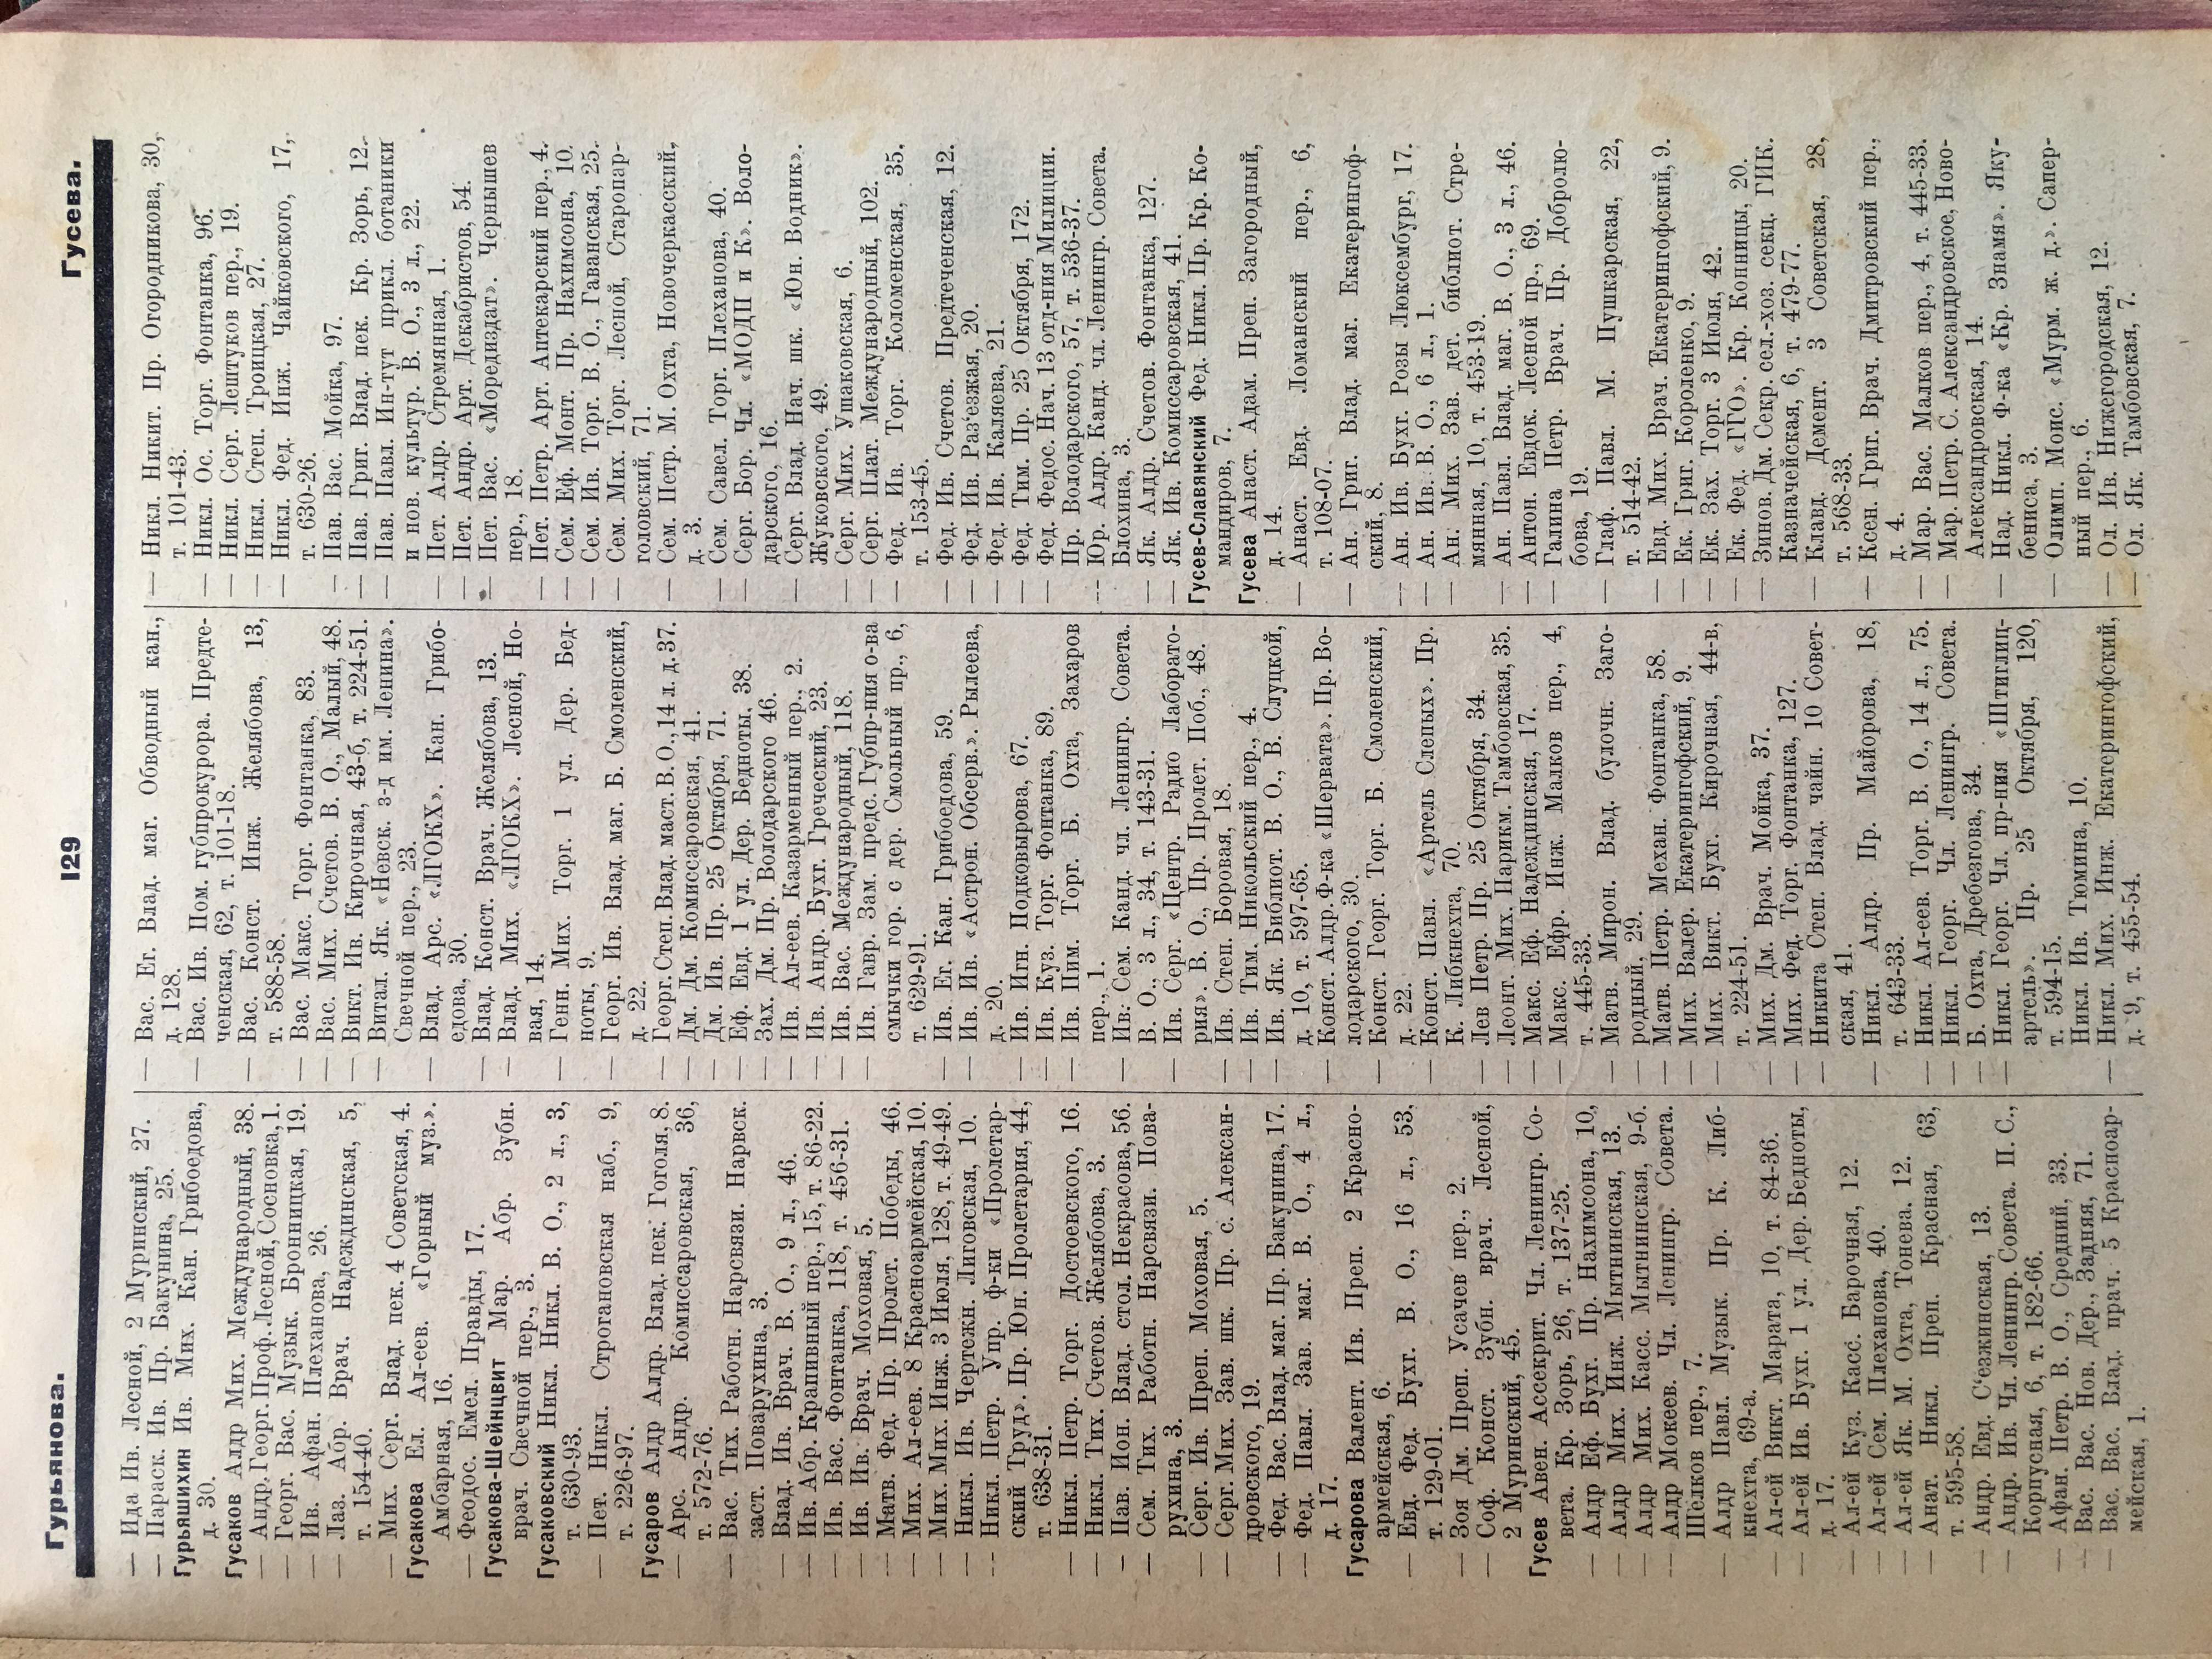 Гурьянова.
129
Гусева.
— Ида Ив. Лесной, 2 Муринский, 27.
— Параск. Ив. Пр. Бакунина, 25.
Гурьяшихин Ив. Мих. Кан. Грибоедова,
д. 30.
Гусаков Алдр Мих. Международный, 38.
— Андр. Георг. Проф. Лесной, Сосновка, 1.
— Георг. Вас. Музык. Бронницкая, 19.
— Ив. Афан. Плеханова, 26.
— Лаз. Абр. Врач. Надеждинская, 5,
т. 154-40.
— Мих. Серг. Влад. пек. 4 Советская, 4.
Гусакова Ел. Ал-еев. «Горный муз.».
Амбарная, 16.
— Феодос. Емел. Правды, 17.
Гусакова-Шейнцвит Мар. Абр. Зубн.
врач. Свечной пер., 3.
Гусаковский Никл. Никл. В. О., 2 л., 3,
т. 630-93.
— Пет. Никл. Строгановская наб., 9,
т. 226-97.
Гусаров Алдр Алдр. Влад. пек. Гоголя, 8.
— Арс. Андр. Комиссаровская, 36,
т. 572-76.
— Вас. Тих. Работн. Нарсвязи. Нарвск.
заст. Поварухина, 3.
— Влад. Ив. Врач. В. О., 9 л., 46.
— Ив. Абр. Крапивный пер., 15, т. 86-22.
— Ив. Вас. Фонтанка, 118, т. 456-31.
— Ив. Ив. Врач. Моховая, 5.
— Матв. Фед. Пр. Пролет. Победы, 46.
— Мих. Ал-еев. 8 Красноармейская, 10.
— Мих. Мих. Инж. 3 Июля, 128, т. 49-49.
— Никл. Ив. Чертежн. Лиговская, 10.
— Никл. Петр. Упр. ф-ки «Пролетар-
ский Труд». Пр. Юн. Пролетария, 44,
т. 638-31.
— Никл. Петр. Торг. Достоевского, 16.
— Никл. Тих. Счетов. Желябова, 3.
— Пав. Ион. Влад. стол. Некрасова, 56.
— Сем. Тих. Работн. Нарсвязи. Пова-
рухина, 3.
— Серг. Ив. Преп. Моховая, 5.
— Серг. Мих. Зав. шк. Пр. с. Алексан-
дровского, 19.
— Фед. Вас. Влад. маг. Пр. Бакунина, 17.
— Фед. Павл. Зав. маг. В. О., 4 л.,
д. 17.
Гусарова Валент. Ив. Преп. 2 Красно-
армейская, 6.
— Евд. Фед. Бухг. В. О., 16 л., 53,
т. 129-01.
— Зоя Дм. Преп. Усачев пер., 2.
— Соф. Конст. Зубн. врач. Лесной,
2 Муринский, 45.
Гусев Авен. Ассекрит. Чл. Ленингр. Со-
вета. Кр. Зорь, 26, т. 137-25.
— Алдр Еф. Бухг. Пр. Нахимсона, 10,
— Алдр Мих. Инж. Мытнинская, 13.
— Алдр Мих. Касс. Мытнинская, 9-б.
— Алдр Мокеев. Чл. Ленингр. Совета.
Шелков пер., 7.
— Алдр Павл. Музык. Пр. К. Либ-
кнехта, 69-а.
— Ал-ей Викт. Марата, 10, т. 84-36.
— Ал-ей Ив. Бухг. 1 ул. Дер. Бедноты,
д. 17.
— Ал-ей Куз. Касс. Барочная, 12.
— Ал-ей Сем. Плеханова, 40.
— Ал-ей Як. М. Охта, Тонева. 12.
— Анат. Никл. Преп. Красная, 63,
т. 595-58.
— Андр. Евд. С‘езжинская, 13.
— Андр. Ив. Чл. Ленингр. Совета. П. С.,
Корпусная, 6, т. 182-66.
— Афан. Петр. В. О., Средний, 33.
— Вас. Вас. Нов. Дер., Задняя, 71.
— Вас. Вас. Влад. прач. 5 Красноар-
мейская, 1.
— Вас. Ег. Влад. маг. Обводный кан.,
д. 128.
— Вас. Ив. Пом. губпрокурора. Предте-
ченская, 62, т. 101-18.
— Вас. Конст. Инж. Желябова, 13,
т. 588-58.
— Вас. Макс. Торг. Фонтанка, 83.
— Вас. Мих. Счетов. В. О., Малый, 48.
— Викт. Ив. Кирочная, 43-б, т. 224-51.
— Витал. Як. «Невск. з-д им. Ленина».
Свечной пер., 23.
— Влад. Арс. «ЛГОКХ». Кан. Грибо-
едова, 30.
— Влад. Конст. Врач. Желябова, 13.
— Влад. Мих. «ЛГОКХ». Лесной, Но-
вая, 14.
— Генн. Мих. Торг. 1 ул. Дер. Бед-
ноты, 9.
— Георг. Ив. Влад. маг. Б. Смоленский,
д. 22.
— Георг. Степ. Влад. маст. В. О., 14 л. д. 37.
— Дм. Дм. Комиссаровская, 41.
— Дм. Ив. Пр. 25 Октября, 71.
— Еф. Евд. 1 ул. Дер. Бедноты, 38.
— Зах. Дм. Пр. Володарского 46.
— Ив. Ал-еев. Казарменный пер., 2.
— Ив. Андр. Бухг. Греческий, 23.
— Ив. Вас. Международный, 118.
— Ив. Гавр. Зам. предс. Губпр-ния о-ва
смычки гор. с дер. Смольный пр., 6,
т. 629-91.
— Ив. Ег. Кан. Грибоедова, 59.
— Ив. Ив. «Астрон. Обсерв.». Рылеева,
д. 20.
— Ив. Игн. Подковырова, 67.
— Ив. Куз. Торг. Фонтанка, 89.
— Ив. Пим. Торг. Б. Охта, Захаров
пер., 1.
— Ив. Сем. Канд. чл. Ленингр. Совета.
В. О., 3 л., 34, т. 143-31.
— Ив. Серг. «Центр. Радио Лаборато-
рия». В. О., Пр. Пролет. Поб., 48.
— Ив. Степ. Боровая, 18.
— Ив. Тим. Никольский пер., 4.
— Ив. Як. Библиот. В. О., В. Слуцкой,
д. 10, т. 597-65.
— Конст. Алдр. Ф-ка «Шервата». Пр. Во-
лодарского, 30.
— Конст. Георг. Торг. Б. Смоленский,
д. 22.
— Конст. Павл. «Артель Слепых». Пр.
К. Либкнехта, 70.
— Лев Петр. Пр. 25 Октября, 34.
— Леонт. Мих. Парикм. Тамбовская, 35.
— Макс. Еф. Надеждинская, 17.
— Макс. Ефр. Инж. Малков пер., 4,
т. 445-33.
— Матв. Мирон. Влад. булочн. Заго-
— родный, 29.
— Матв. Петр. Механ. Фонтанка, 58.
— Мих. Валер. Екатерингофский, 9.
— Мих. Викт. Бухг. Кирочная, 44-в,
т. 224-51.
— Мих. Дм. Врач. Мойка, 37.
— Мих. Фед. Торг. Фонтанка, 127.
— Никита Степ. Влад. чайн. 10 Совет-
ская, 41.
— Никл. Алдр. Пр. Майорова, 18,
т. 643-33.
— Никл. Ал-еев. Торг. В. О., 14 л., 75.
— Никл. Георг. Чл. Ленингр. Совета.
— Б. Охта, Дребезгова, 34.
— Никл. Георг. Чл. пр-ния «Штиглиц-
артель». Пр. 25 Октября, 120,
т. 594-15.
Никл. Ив. Тюмина, 10.
— Никл. Мих. Инж. Екатерингофский,
д. 9, т. 455-54.
— Никл. Никит. Пр. Огородникова, 30,
т. 101-43.
— Никл. Ос. Торг. Фонтанка, 96.
— Никл. Серг. Лештуков пер., 19.
— Никл. Степ. Троицкая, 27.
— Никл. Фед. Инж. Чайковского, 17,
т. 630-26.
— Пав. Вас. Мойка, 97.
— Пав. Григ. Влад. пек. Кр. Зорь, 12.
— Пав. Павл. Ин-тут прикл. ботаники
и нов. культур. В. О., 3 л., 22.
— Пет. Алдр. Стремянная, 1.
— Пет. Андр. Арт. Декабристов, 54.
— Пет. Вас. «Морedиздат». Чернышев
пер., 18.
— Пет. Петр. Арт. Аптекарский пер., 4.
— Сем. Еф. Монт. Пр. Нахимсона, 10.
— Сем. Ив. Торг. В. О., Гаванская, 25.
— Сем. Мих. Торг. Лесной, Старопар-
головский, 71.
— Сем. Петр. М. Охта, Новочеркасский,
д. 3.
— Сем. Савел. Торг. Плеханова, 40.
— Серг. Бор. Чл. «МОДП и К». Воло-
дарского, 16.
— Серг. Влад. Нач. шк. «Юн. Водник».
Жуковского, 49.
— Серг. Мих. Ушаковская, 6.
— Серг. Плат. Международный, 102.
— Фед. Ив. Торг. Коломенская, 35,
т. 153-45.
— Фед. Ив. Счетов. Предтеченская, 12.
— Фед. Ив. Раз‘езжая, 20.
— Фед. Ив. Каляева, 21.
— Фед. Тим. Пр. 25 Октября, 172.
— Фед. Федос. Нач. 13 отд-ния Милиции.
Пр. Володарского, 57, т. 536-37.
— Юр. Алдр. Канд. чл. Ленингр. Совета.
Блохина, 3.
— Як. Алдр. Счетов. Фонтанка, 127.
— Як. Ив. Комиссаровская, 41.
Гусев-Славянский Фед. Никл. Пр. Кр. Ко-
мандиров, 7.
Гусева Анаст. Адам. Преп. Загородный,
д. 14.
— Анаст. Евд. Ломанский пер., 6,
т. 108-07.
— Ан. Григ. Влад. маг. Екатерингоф-
ский, 8.
— Ан. Ив. Бухг. Розы Люксембург, 17.
— Ан. Ив. В. О., 6 л., 1.
— Ан. Мих. Зав. дет. библиот. Стре-
мянная, 10, т. 453-19.
— Ан. Павл. Влад. маг. В. О., 3 л., 46.
— Антон. Евдок. Лесной пр., 69.
— Галина Петр. Врач. Пр. Добролю-
бова, 19.
— Глаф. Павл. М. Пушкарская, 22,
т. 514-42.
— Евд. Мих. Врач. Екатерингофский, 9.
— Ек. Григ. Короленко, 9.
— Ек. Зах. Торг. 3 Июля, 42.
— Ек. Фед. «ГГО». Кр. Конницы, 20.
— Зинов. Дм. Секр. сел.-хоз. секц. ГИК.
Казначейская, 6, т. 479-77.
— Клавд. Демент. 3 Советская, 28,
т. 568-33.
— Ксен. Григ. Врач. Дмитровский пер.,
д. 4.
— Мар. Вас. Малков пер., 4, т. 445-33.
— Мар. Петр. С. Александровское, Ново-
Александровская, 14.
— Над. Никл. Ф-ка «Кр. Знамя». Яку-
бениса, 3.
— Олимп. Моис. «Мурм. ж. д.». Сапер-
ный пер., 6.
— Ол. Ив. Нижегородская, 12.
— Ол. Як. Тамбовская, 7.